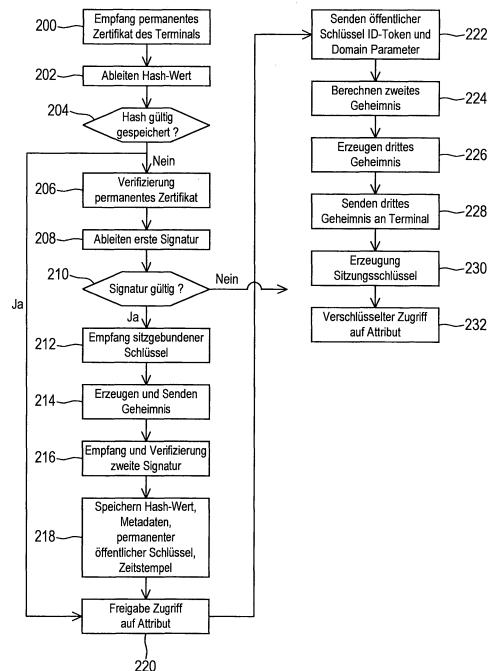 200
Empfang permanentes
Zertifikat des Terminals
202
Ableiten Hash-Wert
204
Hash gültig
gespeichert ?
Nein
206
Verifizierung
permanentes Zertifikat
208
Ableiten erste Signatur
210
Signatur gültig ?
Nein
Ja
Ja
212
Empfang sitzgebundener
Schlüssel
214
Erzeugen und Senden
Geheimnis
216
Empfang und Verifizierung
zweite Signatur
218
Speichern Hash-Wert,
Metadaten,
permanenter
öffentlicher Schlüssel,
Zeitstempel
Freigabe Zugriff
auf Attribut
220
Senden öffentlicher
Schlüssel ID-Token und
Domain Parameter
222
Berechnen zweites
Geheimnis
224
Erzeugen drittes
Geheimnis
226
Senden drittes
Geheimnis an Terminal
228
Erzeugung
Sitzungsschlüssel
230
Verschlüsselter Zugriff
auf Attribut
232